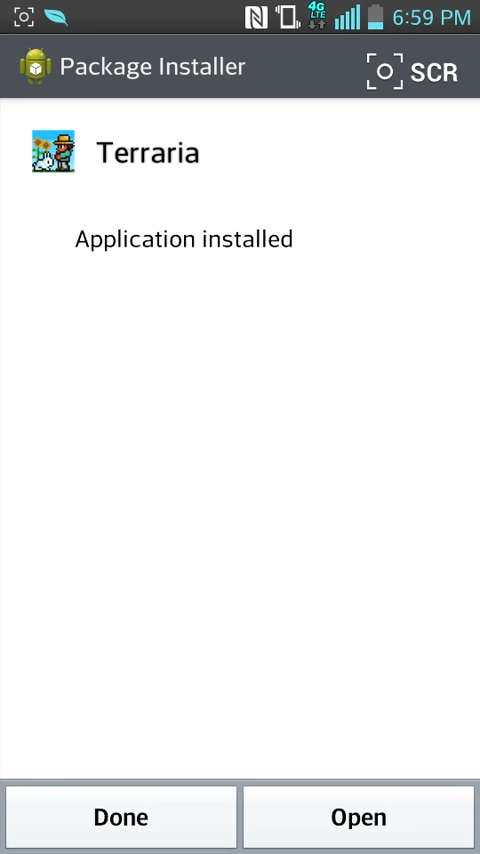 4G
LTE
6:59 PM
Package Installer
SCR
Terraria
Application installed
Done
Open